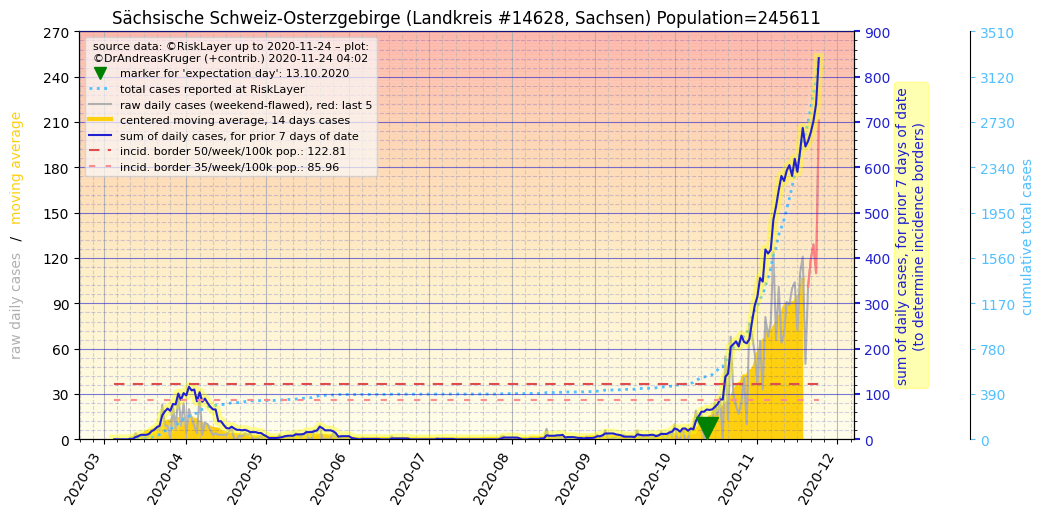 Sächsische Schweiz-Osterzgebirge (Landkreis #14628, Sachsen) Population=245611
source data: ©RiskLayer up to 2020-11-24 – plot:
©DrAndreasKruger (+contrib.) 2020-11-24 04:02
marker for 'expectation day': 13.10.2020
total cases reported at RiskLayer
raw daily cases (weekend-flawed), red: last 5
centered moving average, 14 days cases
sum of daily cases, for prior 7 days of date
incid. border 50/week/100k pop.: 122.81
incid. border 35/week/100k pop.: 85.96
raw daily cases / moving average
270
240
210
180
150
120
90
60
30
0
2020-03
2020-04
2020-05
2020-06
2020-07
2020-08
2020-09
2020-10
2020-11
2020-12
900
800
700
600
500
400
300
200
100
0
sum of daily cases, for prior 7 days of date
(to determine incidence borders)
3510
3120
2730
2340
1950
1560
1170
780
390
0
cumulative total cases